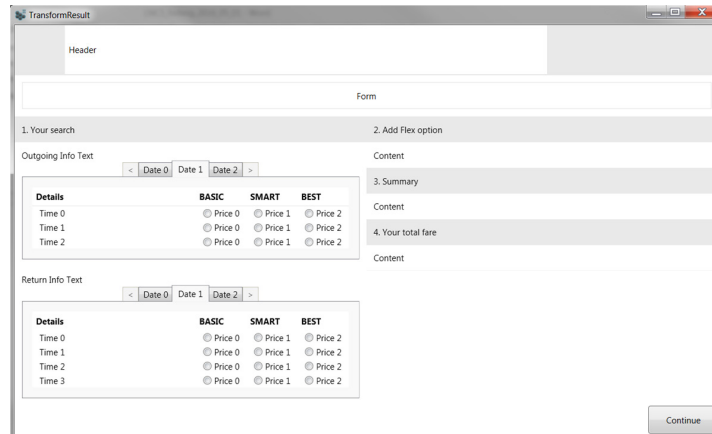 TransformResult
Header
Form
1. Your search
Outgoing Info Text
< Date 0 Date 1 Date 2 >
Details BASIC SMART BEST
Time 0 Price 0 Price 1 Price 2
Time 1 Price 0 Price 1 Price 2
Time 2 Price 0 Price 1 Price 2
Return Info Text
< Date 0 Date 1 Date 2 >
Details BASIC SMART BEST
Time 0 Price 0 Price 1 Price 2
Time 1 Price 0 Price 1 Price 2
Time 2 Price 0 Price 1 Price 2
Time 3 Price 0 Price 1 Price 2
2. Add Flex option
Content
3. Summary
Content
4. Your total fare
Content
Continue